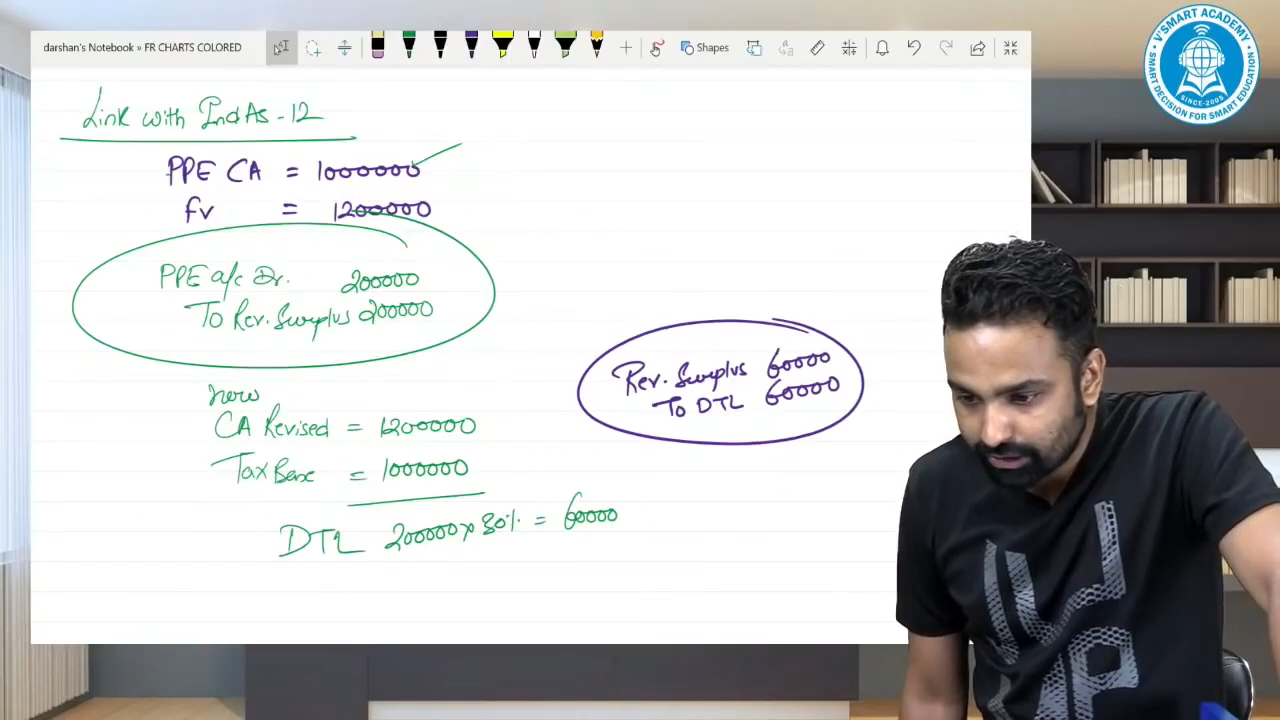 darshan's Notebook » FR CHARTS COLORED
Shapes
Link with Ind As - 12
PPE CA = 1000000
fv = 1200000
PPE a/c Dr. 200000
To Rev. Surplus 200000
now
CA Revised = 1200000
Tax Base = 1000000
DTL 200000 x 30% = 60000
Rev. Surplus 60000
To DTL 60000
V'SMART ACADEMY
SINCE-2005
SMART DECISION FOR SMART EDUCATION